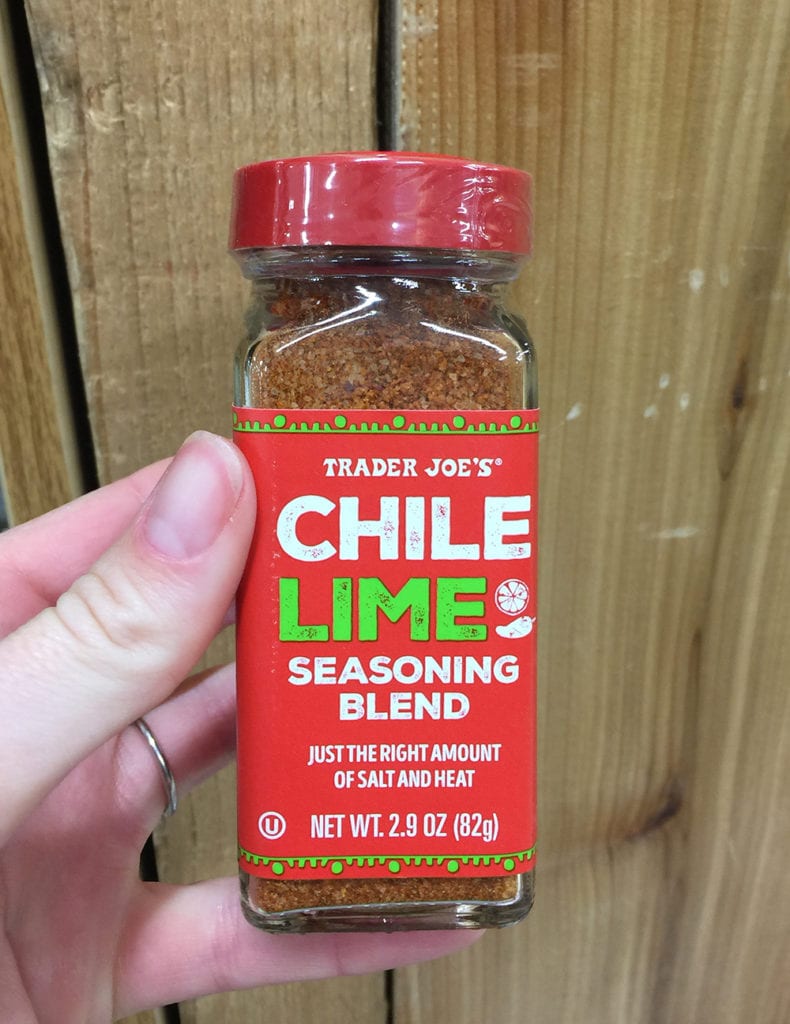 TRADER JOE'S®
CHILE
LIME
SEASONING
BLEND
JUST THE RIGHT AMOUNT
OF SALT AND HEAT
Ⓤ NET WT. 2.9 OZ (82g)